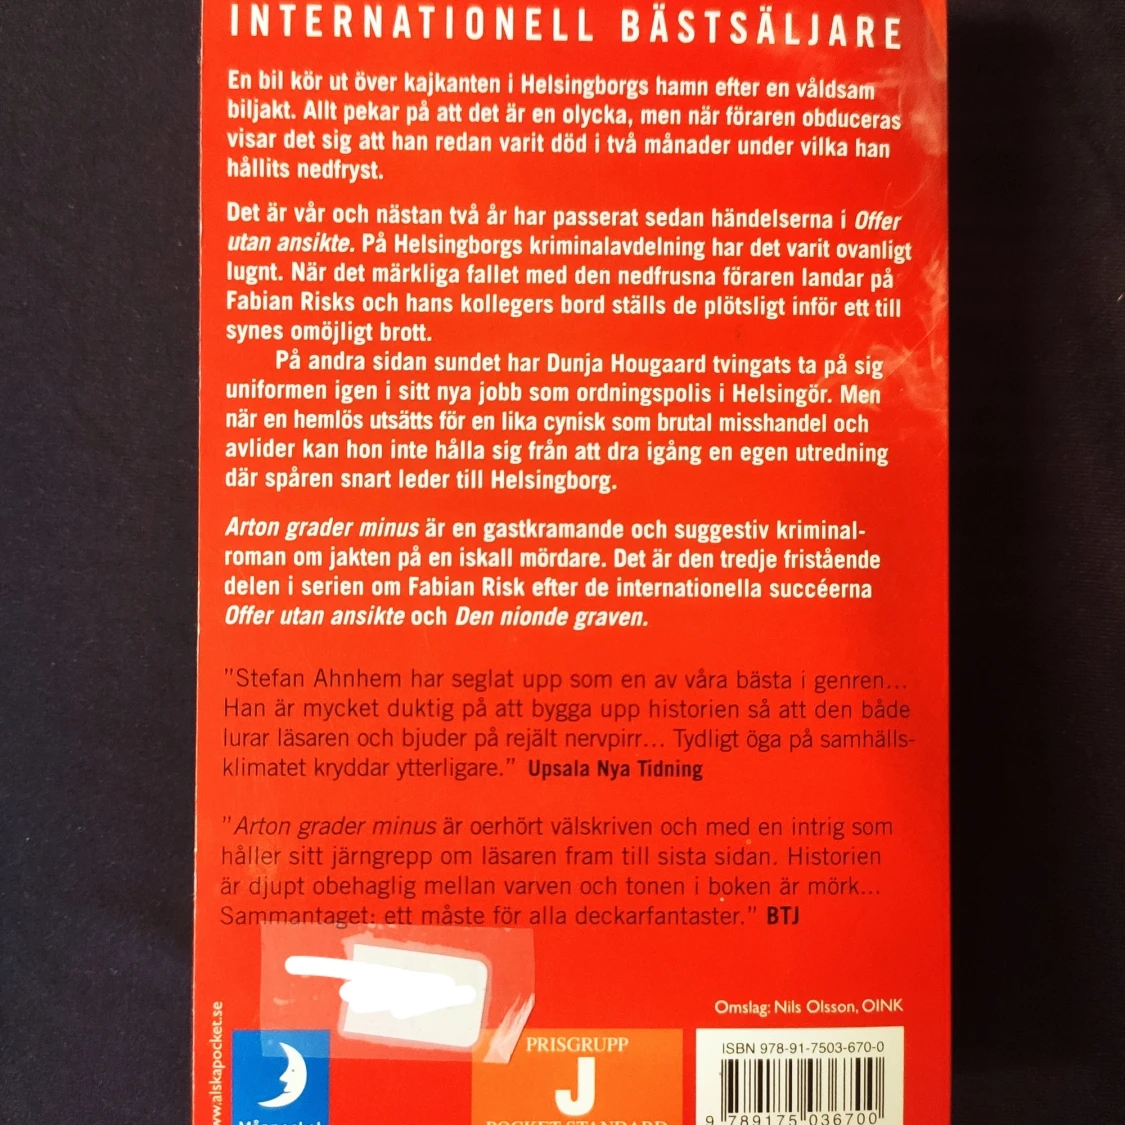 INTERNATIONELL BÄSTSÄLJARE
En bil kör ut över kajkanten i Helsingborgs hamn efter en våldsam
biljakt. Allt pekar på att det är en olycka, men när föraren obduceras
visar det sig att han redan varit död i två månader under vilka han
hållits nedfryst.
Det är vår och nästan två år har passerat sedan händelserna i Offer
utan ansikte. På Helsingborgs kriminalavdelning har det varit ovanligt
lugnt. När det märkliga fallet med den nedfrusna föraren landar på
Fabian Risks och hans kollegers bord ställs de plötsligt inför ett till
synes omöjligt brott.
På andra sidan sundet har Dunja Hougaard tvingats ta på sig
uniformen igen i sitt nya jobb som ordningspolis i Helsingör. Men
när en hemlös utsätts för en lika cynisk som brutal misshandel och
avlider kan hon inte hålla sig från att dra igång en egen utredning
där spåren snart leder till Helsingborg.
Arton grader minus är en gastkramande och suggestiv kriminal-
roman om jakten på en iskall mördare. Det är den tredje fristående
delen i serien om Fabian Risk efter de internationella succéerna
Offer utan ansikte och Den nionde graven.
”Stefan Ahnhem har seglat upp som en av våra bästa i genren...
Han är mycket duktig på att bygga upp historien så att den både
lurar läsaren och bjuder på rejält nervpirr... Tydligt öga på samhälls-
klimatet kryddar ytterligare.” Upsala Nya Tidning
”Arton grader minus är oerhört välskriven och med en intrig som
håller sitt järngrepp om läsaren fram till sista sidan. Historien
är djupt obehaglig mellan varven och tonen i boken är mörk...
Sammantaget: ett måste för alla deckarfantaster.” BTJ
Omslag: Nils Olsson, OINK
ww.alskapocket.se
Månpocket
PRISGRUPP
J
POCKET STANDARD
ISBN 978-91-7503-670-0
9 789175 036700